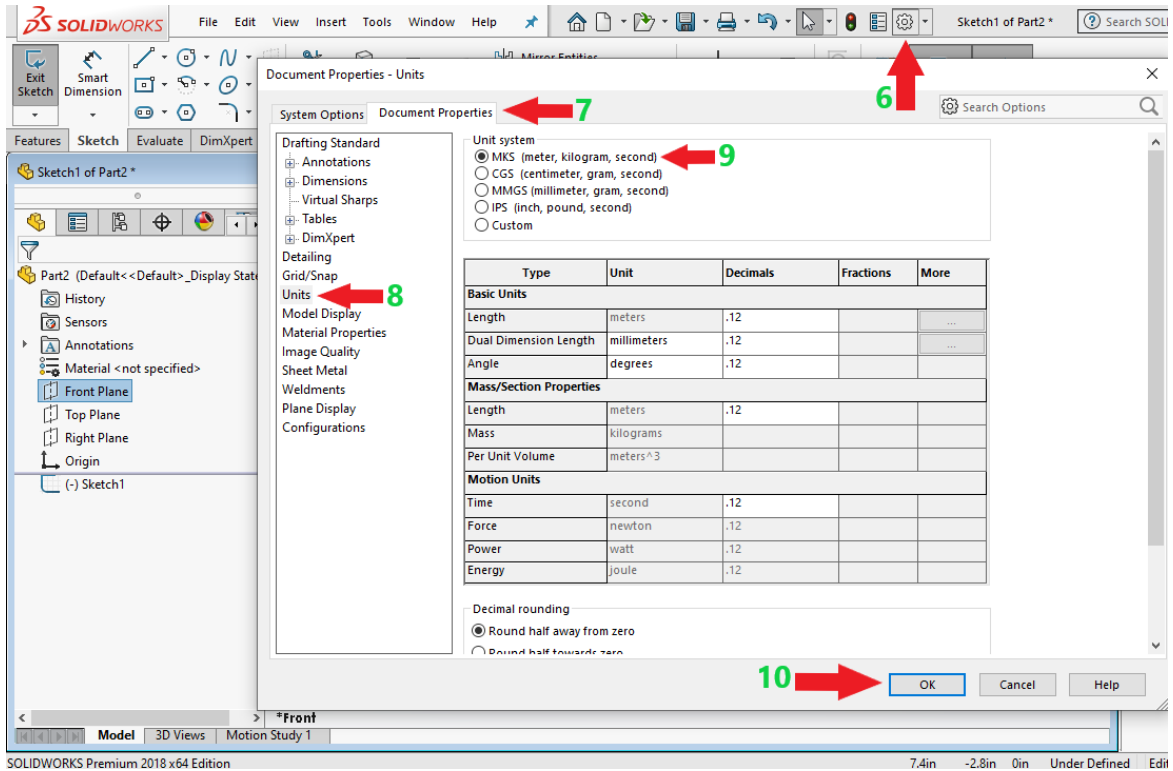 SOLIDWORKS File Edit View Insert Tools Window Help Sketch1 of Part2 * Search SOLI
Exit Sketch
Smart Dimension
Mirror Entities
Features Sketch Evaluate DimXpert
Sketch1 of Part2 *
Part2 (Default<<Default>_Display State
History
Sensors
Annotations
Material <not specified>
Front Plane
Top Plane
Right Plane
Origin
(-) Sketch1
Document Properties - Units
6
System Options Document Properties 7
Search Options
Drafting Standard
Annotations
Dimensions
Virtual Sharps
Tables
DimXpert
Detailing
Grid/Snap
Units 8
Model Display
Material Properties
Image Quality
Sheet Metal
Weldments
Plane Display
Configurations
Unit system
MKS (meter, kilogram, second) 9
CGS (centimeter, gram, second)
MMGS (millimeter, gram, second)
IPS (inch, pound, second)
Custom
Type Unit Decimals Fractions More
Basic Units
Length meters .12 ...
Dual Dimension Length millimeters .12 ...
Angle degrees .12
Mass/Section Properties
Length meters .12
Mass kilograms
Per Unit Volume meters^3
Motion Units
Time second .12
Force newton .12
Power watt .12
Energy joule .12
Decimal rounding
Round half away from zero
Round half towards zero
10 OK Cancel Help
*Front
Model 3D Views Motion Study 1
SOLIDWORKS Premium 2018 x64 Edition 7.4in -2.8in 0in Under Defined Edit